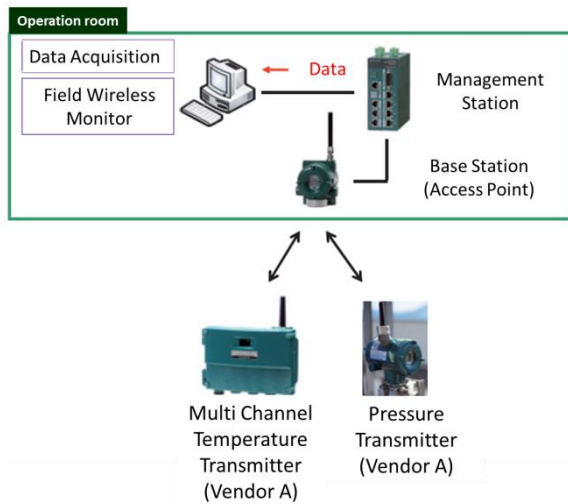 Operation room
Data Acquisition
Field Wireless
Monitor
Data
Management
Station
Base Station
(Access Point)
Multi Channel
Temperature
Transmitter
(Vendor A)
Pressure
Transmitter
(Vendor A)